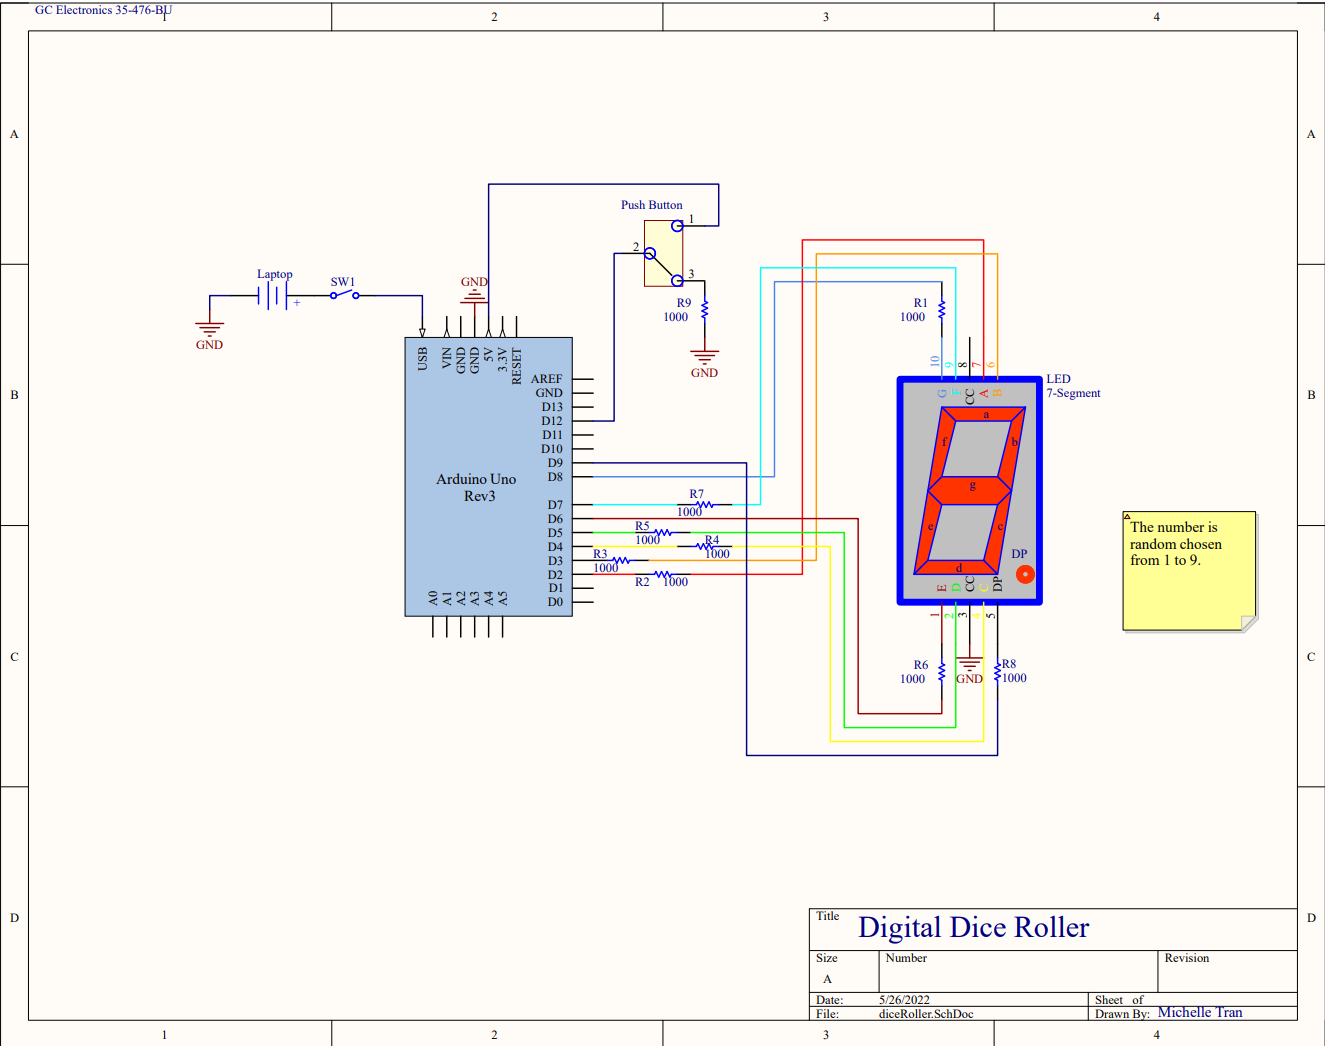 GC Electronics 35-476-BU
1
2
3
4
A
A
Push Button
1
2
3
Laptop
+
SW1
GND
GND
R9
1000
GND
R1
1000
USB
VIN
GND
GND
5V
3.3V
RESET
AREF
GND
D13
D12
D11
D10
D9
D8
D7
D6
D5
D4
D3
D2
D1
D0
A0
A1
A2
A3
A4
A5
Arduino Uno
Rev3
B
B
10
9
8
7
6
G
F
CC
A
B
LED
7-Segment
a
f
b
g
e
c
d
DP
E
D
CC
C
DP
1
2
3
4
5
R7
1000
R5
1000
R4
1000
R3
1000
R2
1000
R6
1000
GND
R8
1000
The number is
random chosen
from 1 to 9.
C
C
D
D
Title
Digital Dice Roller
Size
Number
Revision
A
Date:
5/26/2022
Sheet of
File:
diceRoller.SchDoc
Drawn By:
Michelle Tran
1
2
3
4